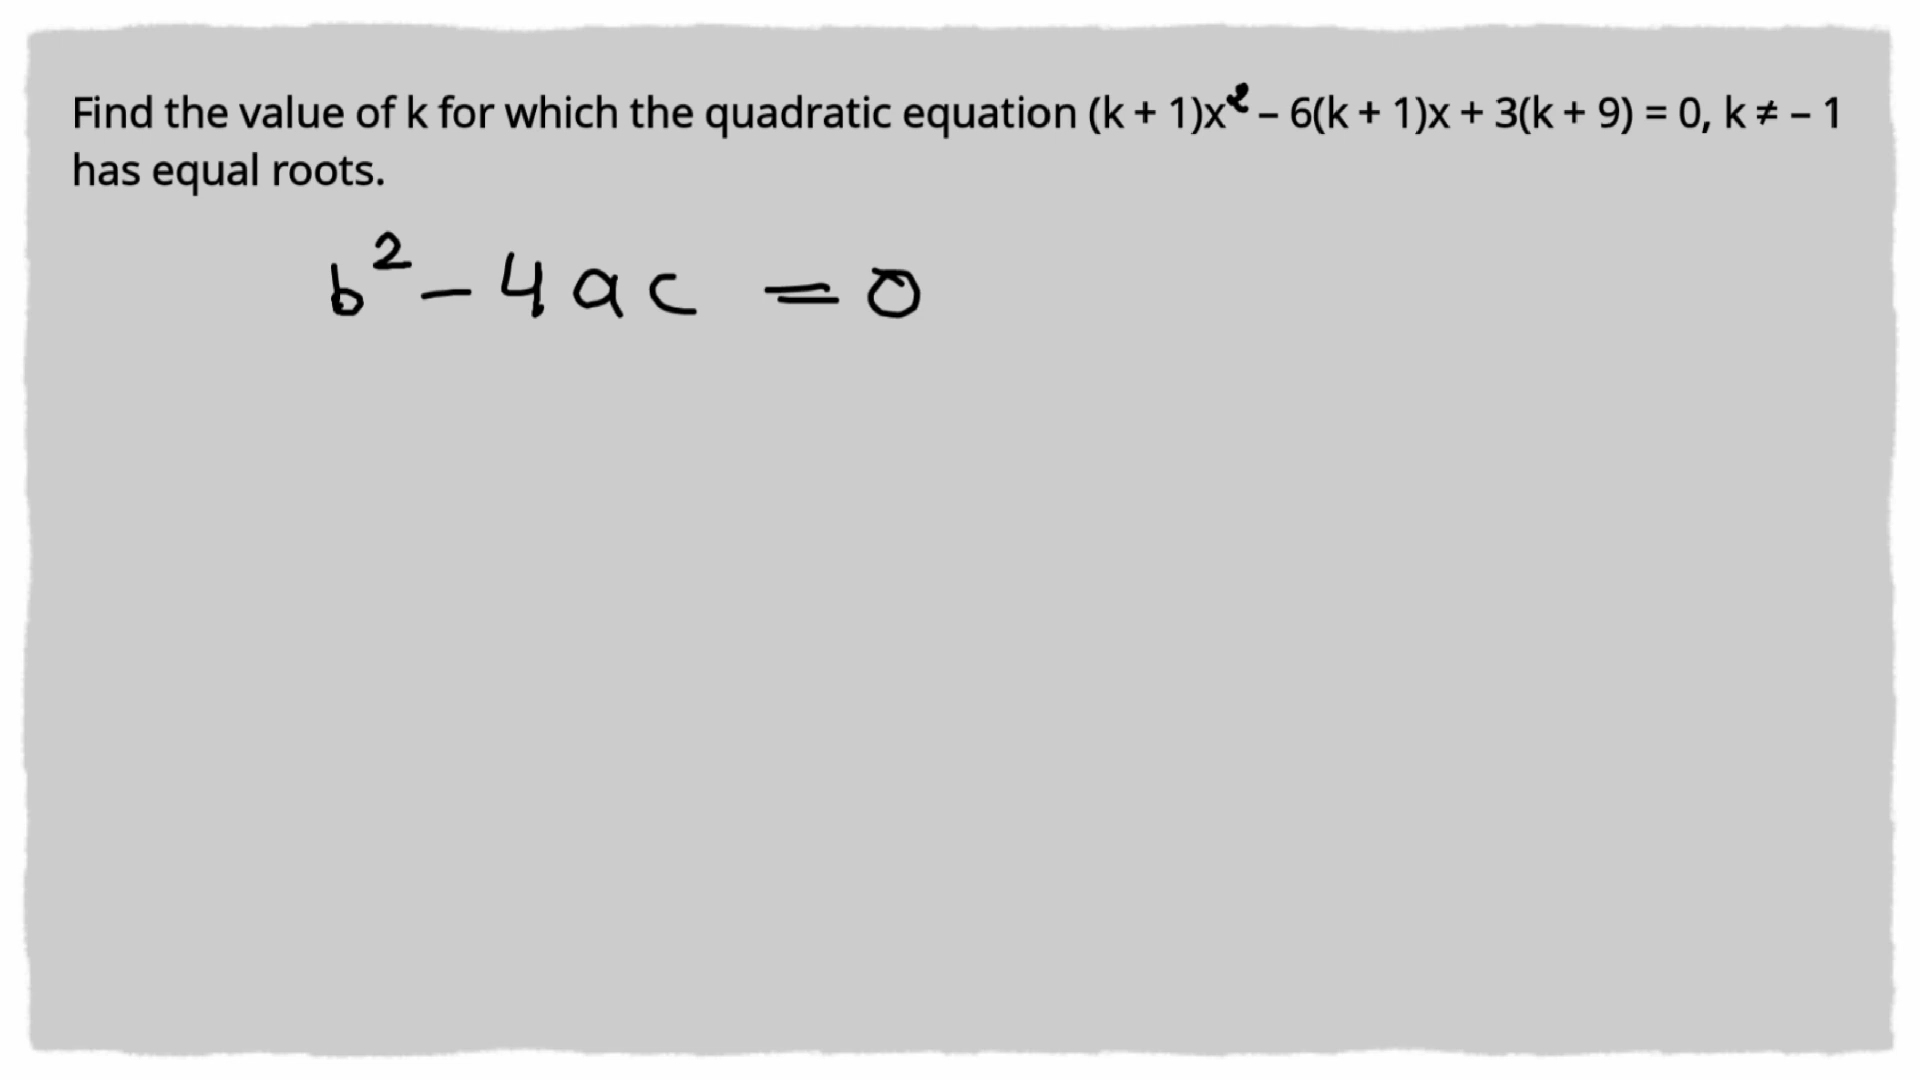 Find the value of k for which the quadratic equation (k + 1)x² – 6(k + 1)x + 3(k + 9) = 0, k ≠ – 1
has equal roots.
b² – 4ac = 0